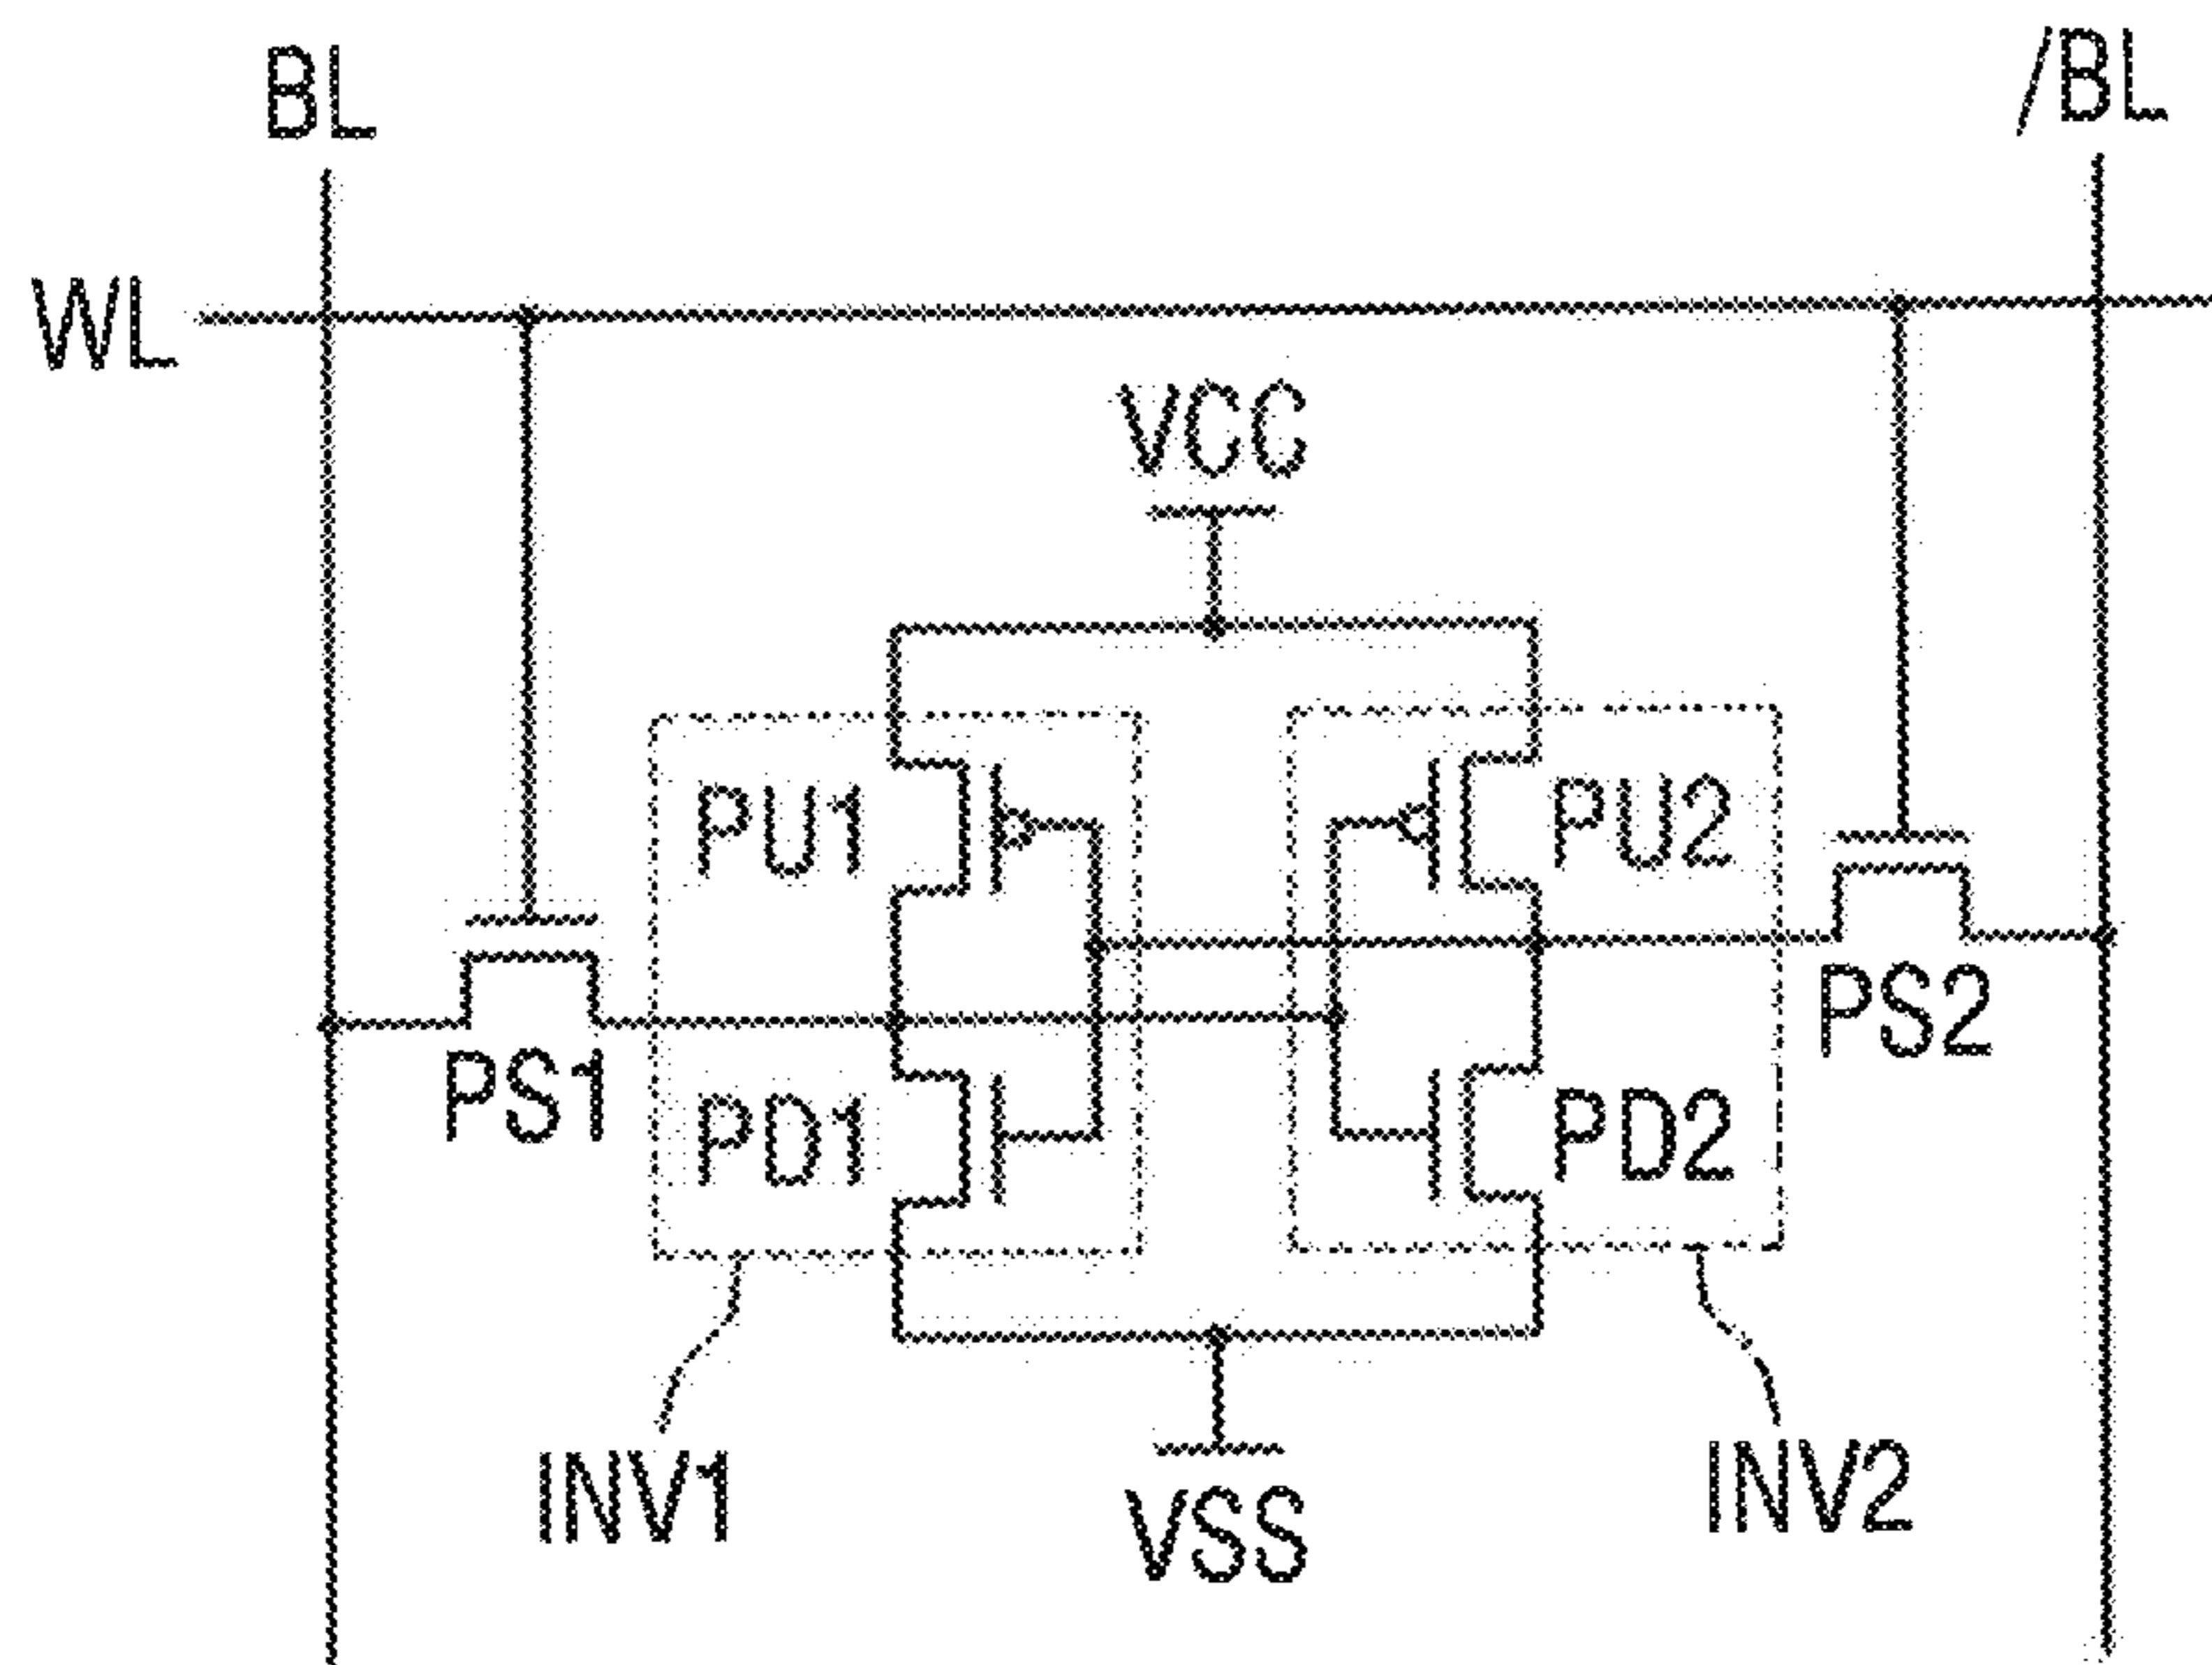 BL
/BL
WL
VCC
PU1
PU2
PS2
PS1
PD1
PD2
INV1
INV2
VSS